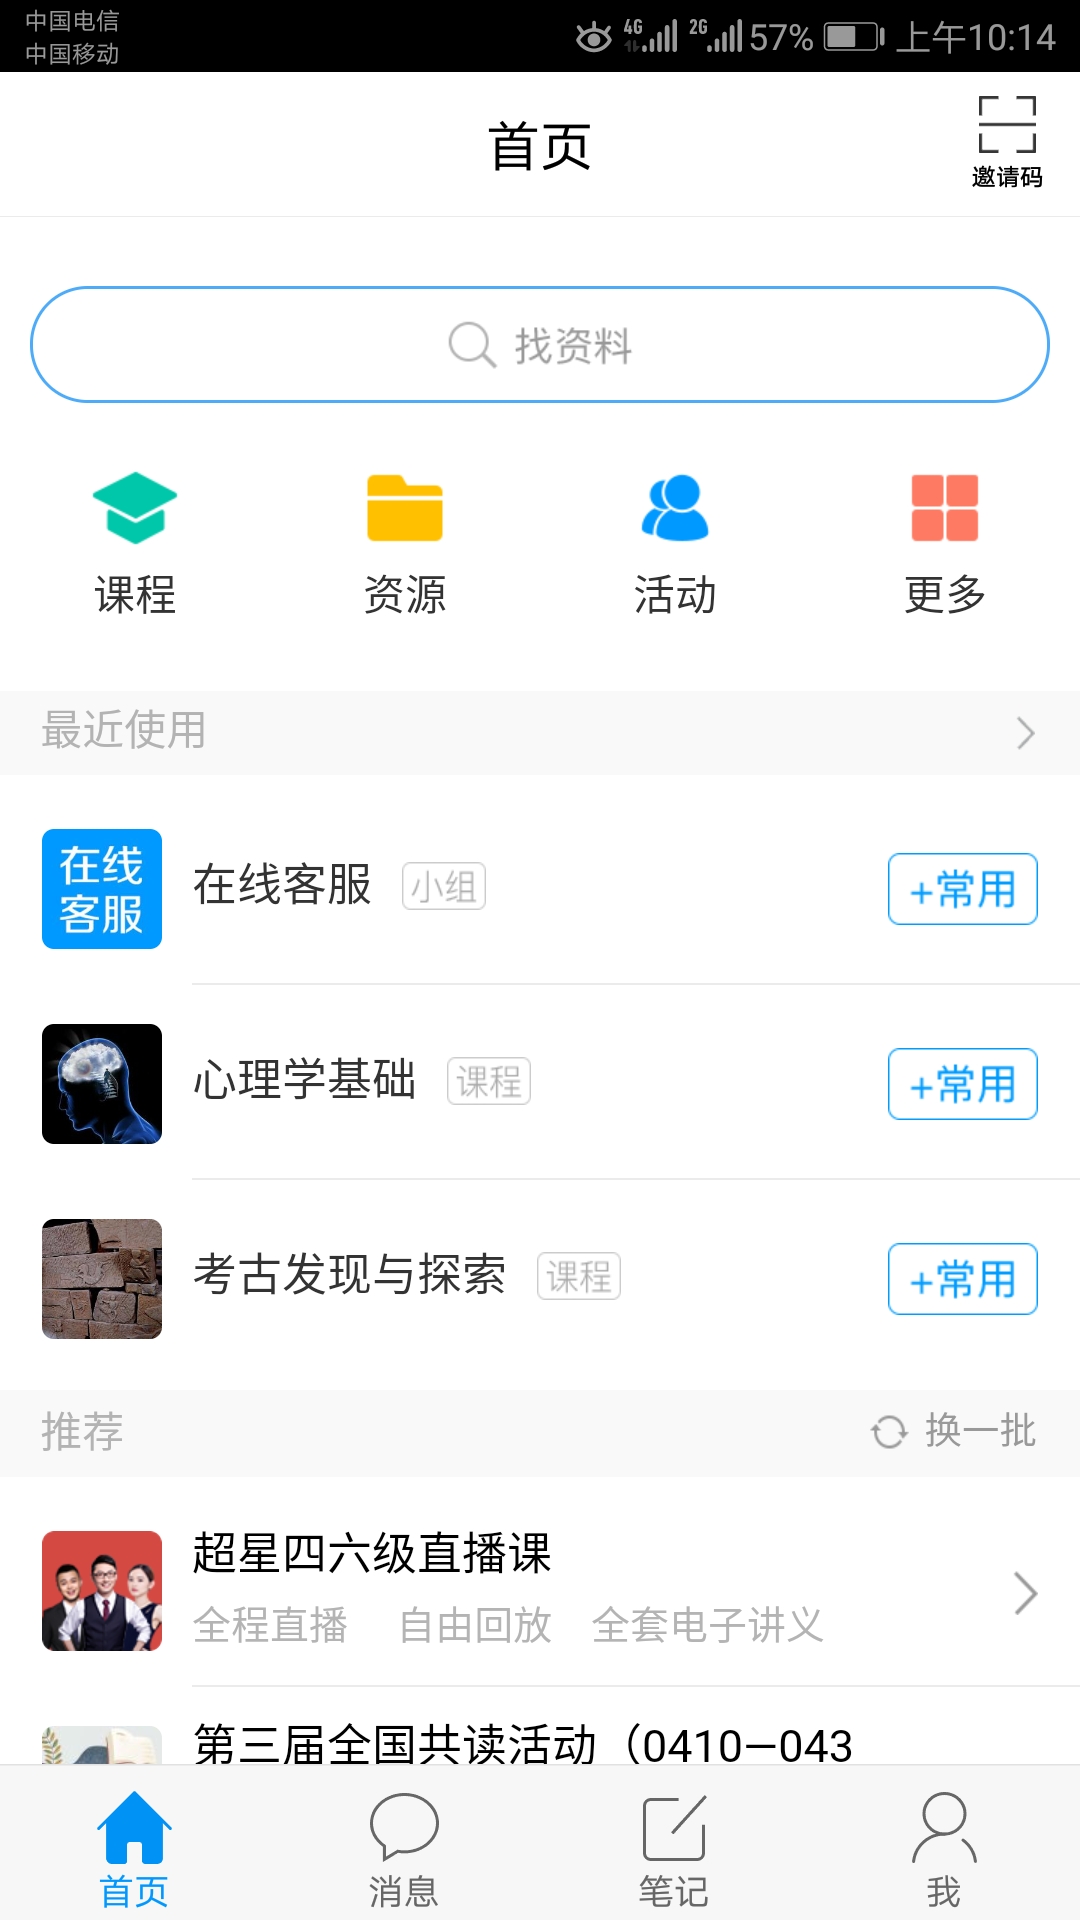 中国电信
中国移动
4G 2G 57% 上午10:14
首页
邀请码
找资料
课程 资源 活动 更多
最近使用
在线
客服
在线客服 小组 +常用
心理学基础 课程 +常用
考古发现与探索 课程 +常用
推荐 换一批
超星四六级直播课
全程直播 自由回放 全套电子讲义
第三届全国共读活动（0410—043
首页 消息 笔记 我